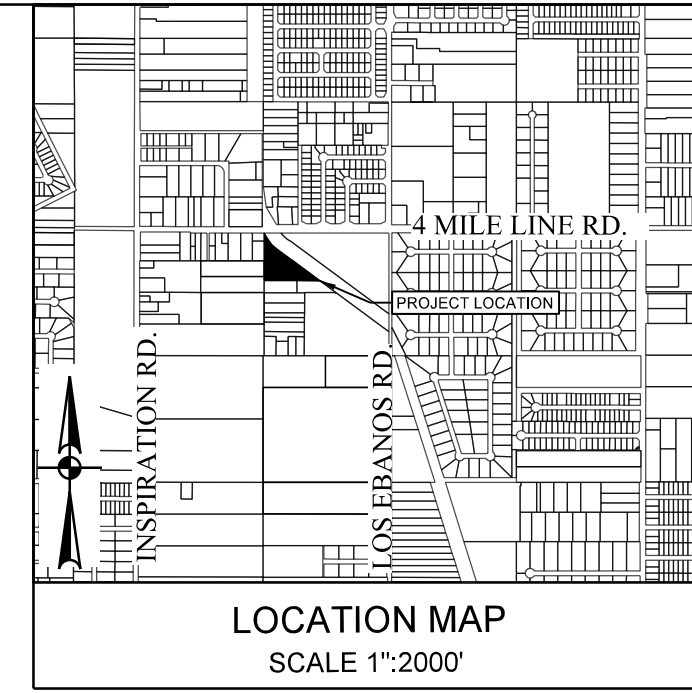 4 MILE LINE RD.
PROJECT LOCATION
INSPIRATION RD.
LOS EBANOS RD.
LOCATION MAP
SCALE 1":2000'